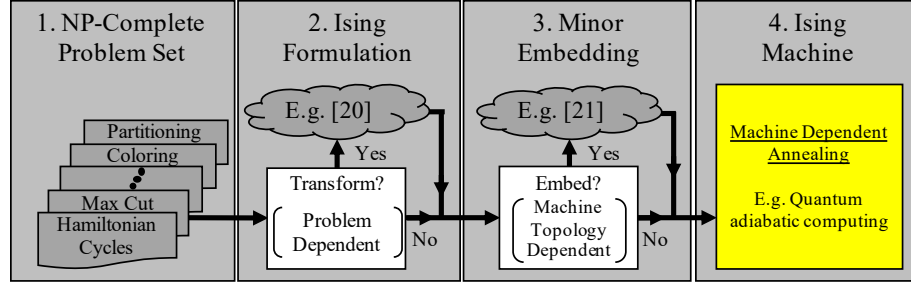 1. NP-Complete
Problem Set
Partitioning
Coloring
Max Cut
Hamiltonian
Cycles
2. Ising
Formulation
E.g. [20]
Yes
Transform?
Problem
Dependent
No
3. Minor
Embedding
E.g. [21]
Yes
Embed?
Machine
Topology
Dependent
No
4. Ising
Machine
Machine Dependent
Annealing
E.g. Quantum
adiabatic computing